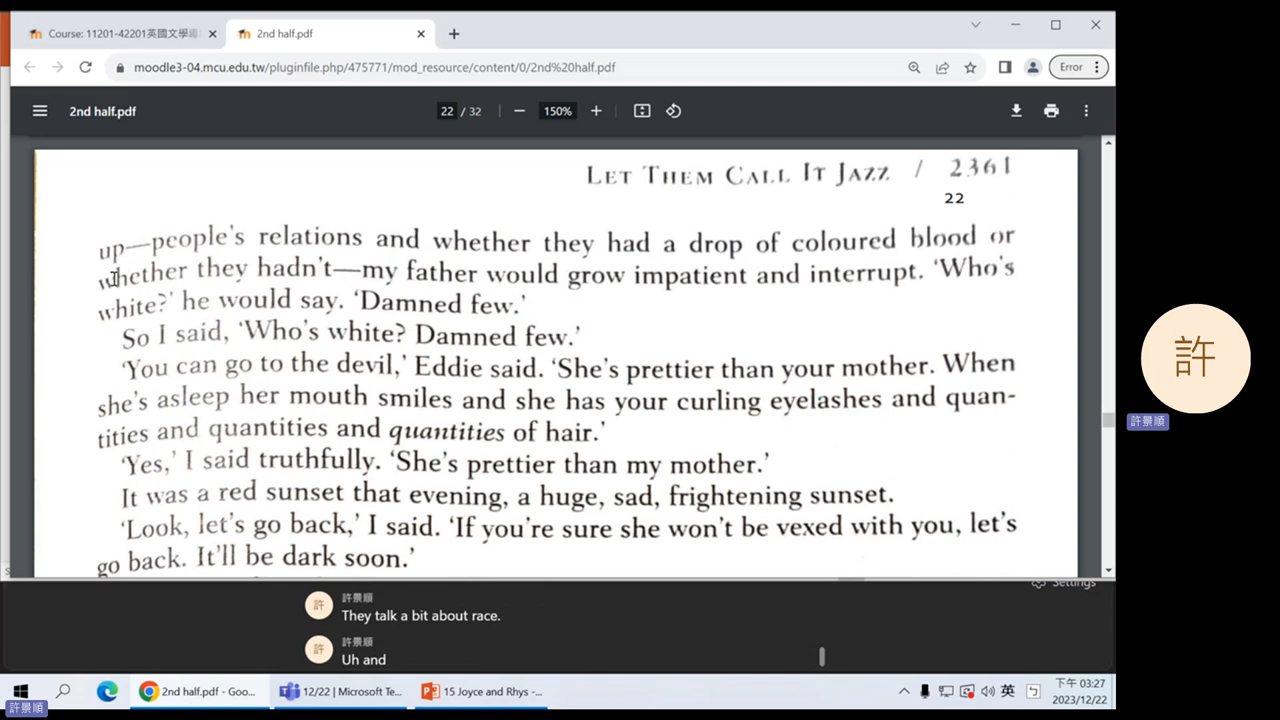 Course: 11201-42201英國文學導
2nd half.pdf
moodle3-04.mcu.edu.tw/pluginfile.php/475771/mod_resource/content/0/2nd%20half.pdf
Error
2nd half.pdf
22 / 32
150%
LET THEM CALL IT JAZZ / 2361
22
up—people's relations and whether they had a drop of coloured blood or
whether they hadn't—my father would grow impatient and interrupt. 'Who's
white?' he would say. 'Damned few.'
So I said, 'Who's white? Damned few.'
'You can go to the devil,' Eddie said. 'She's prettier than your mother. When
she's asleep her mouth smiles and she has your curling eyelashes and quan-
tities and quantities and quantities of hair.'
'Yes,' I said truthfully. 'She's prettier than my mother.'
It was a red sunset that evening, a huge, sad, frightening sunset.
'Look, let's go back,' I said. 'If you're sure she won't be vexed with you, let's
go back. It'll be dark soon.'
Settings
許 許景順
They talk a bit about race.
許 許景順
Uh and
許
許景順
2nd half.pdf - Goo...
12/22 | Microsoft Te...
15 Joyce and Rhys -...
英
下午 03:27
2023/12/22
許景順